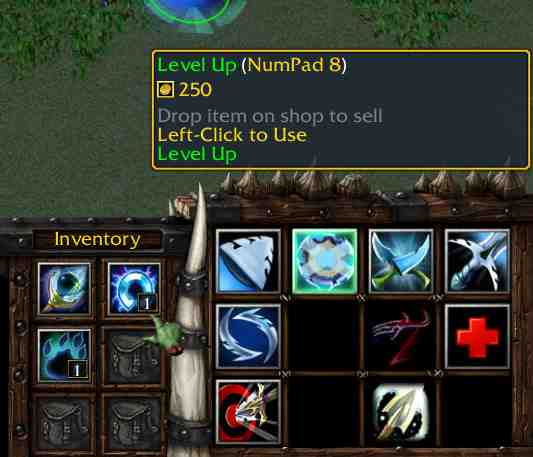 Level Up (NumPad 8)
250
Drop item on shop to sell
Left-Click to Use
Level Up
Inventory
1
1